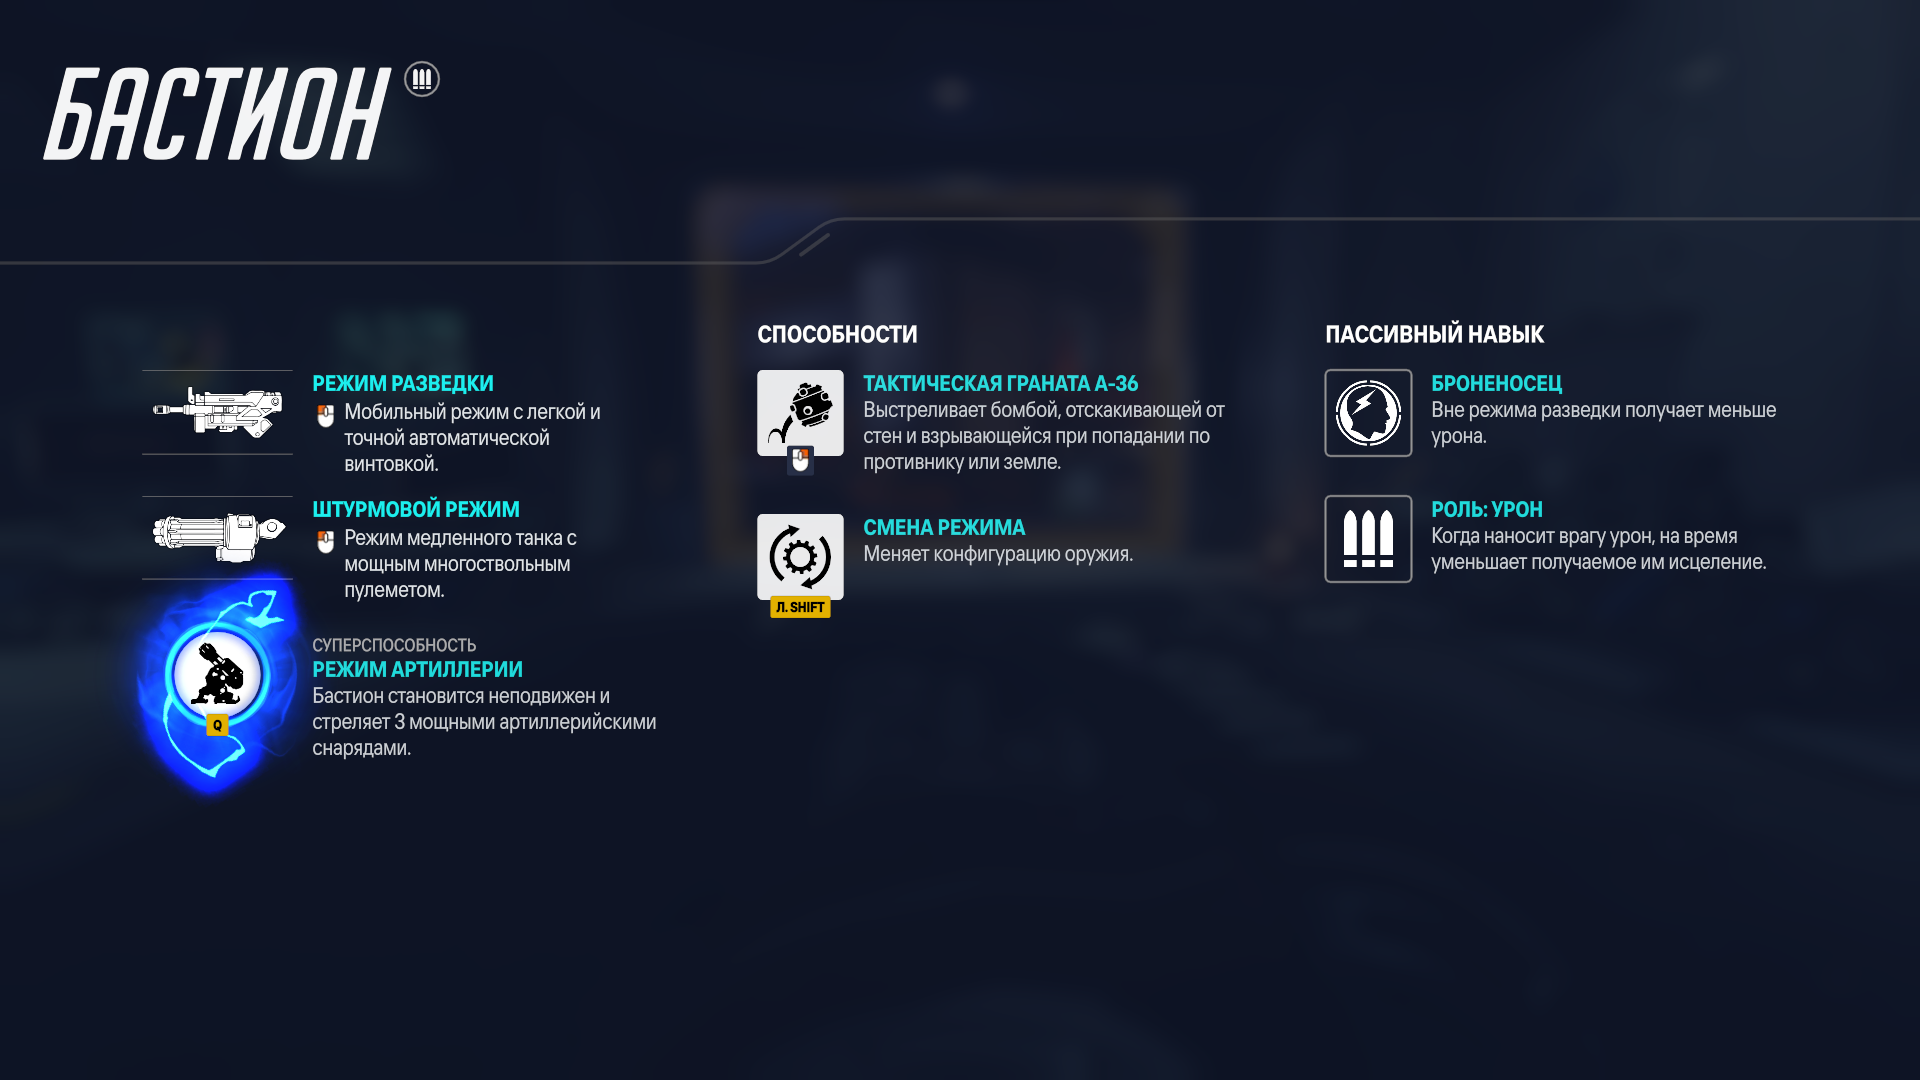 БАСТИОН
РЕЖИМ РАЗВЕДКИ
Мобильный режим с легкой и
точной автоматической
винтовкой.
ШТУРМОВОЙ РЕЖИМ
Режим медленного танка с
мощным многоствольным
пулеметом.
СУПЕРСПОСОБНОСТЬ
РЕЖИМ АРТИЛЛЕРИИ
Бастион становится неподвижен и
стреляет 3 мощными артиллерийскими
снарядами.
Q
СПОСОБНОСТИ
ТАКТИЧЕСКАЯ ГРАНАТА A-36
Выстреливает бомбой, отскакивающей от
стен и взрывающейся при попадании по
противнику или земле.
СМЕНА РЕЖИМА
Меняет конфигурацию оружия.
Л. SHIFT
ПАССИВНЫЙ НАВЫК
БРОНЕНОСЕЦ
Вне режима разведки получает меньше
урона.
РОЛЬ: УРОН
Когда наносит врагу урон, на время
уменьшает получаемое им исцеление.